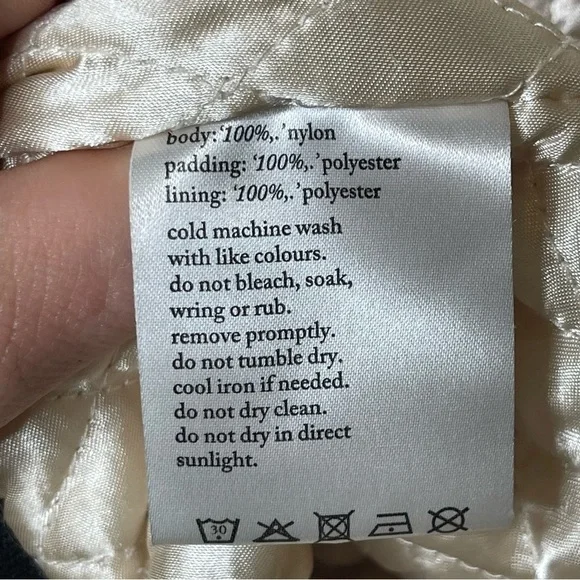 body: ‘100%,.’nylon
padding: ‘100%,.’polyester
lining: ‘100%,.’polyester
cold machine wash
with like colours.
do not bleach, soak,
wring or rub.
remove promptly.
do not tumble dry.
cool iron if needed.
do not dry clean.
do not dry in direct
sunlight.
30